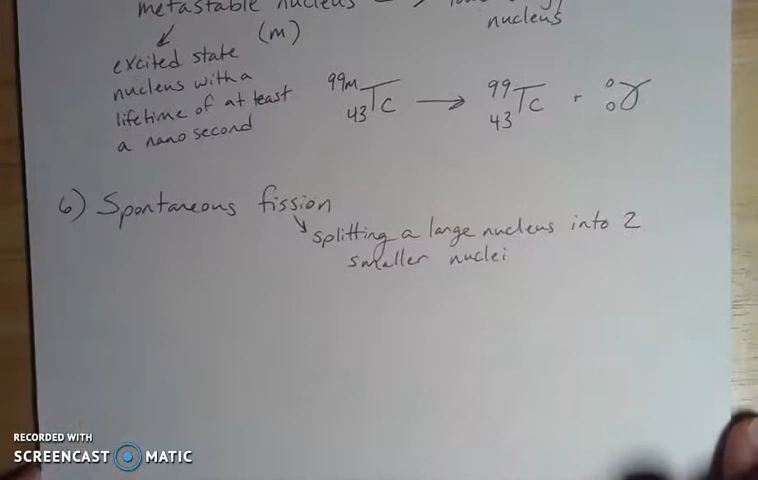 metastable nucleus
nucleus
(m)
excited state
nucleus with a
lifetime of at least
a nano second
99m 43 Tc → 99 43 Tc + 0 0 γ
6) Spontaneous fission
splitting a large nucleus into 2
smaller nuclei
RECORDED WITH
SCREENCAST MATIC